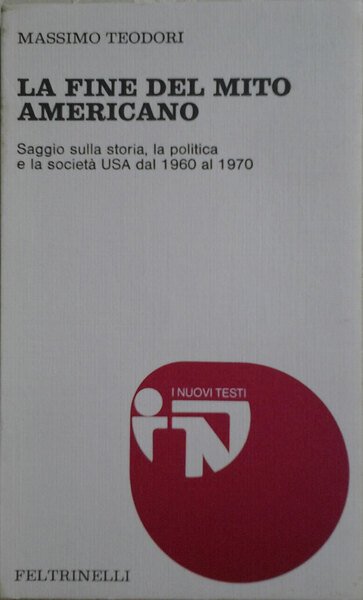 MASSIMO TEODORI
LA FINE DEL MITO
AMERICANO
Saggio sulla storia, la politica
e la società USA dal 1960 al 1970
I NUOVI TESTI
FELTRINELLI